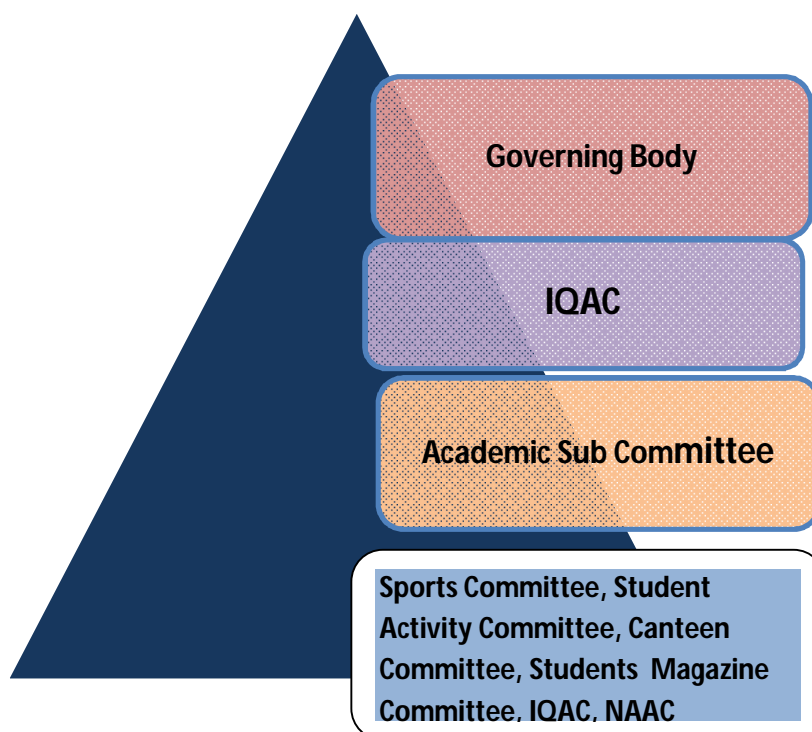 Governing Body
IQAC
Academic Sub Committee
Sports Committee, Student
Activity Committee, Canteen
Committee, Students Magazine
Committee, IQAC, NAAC